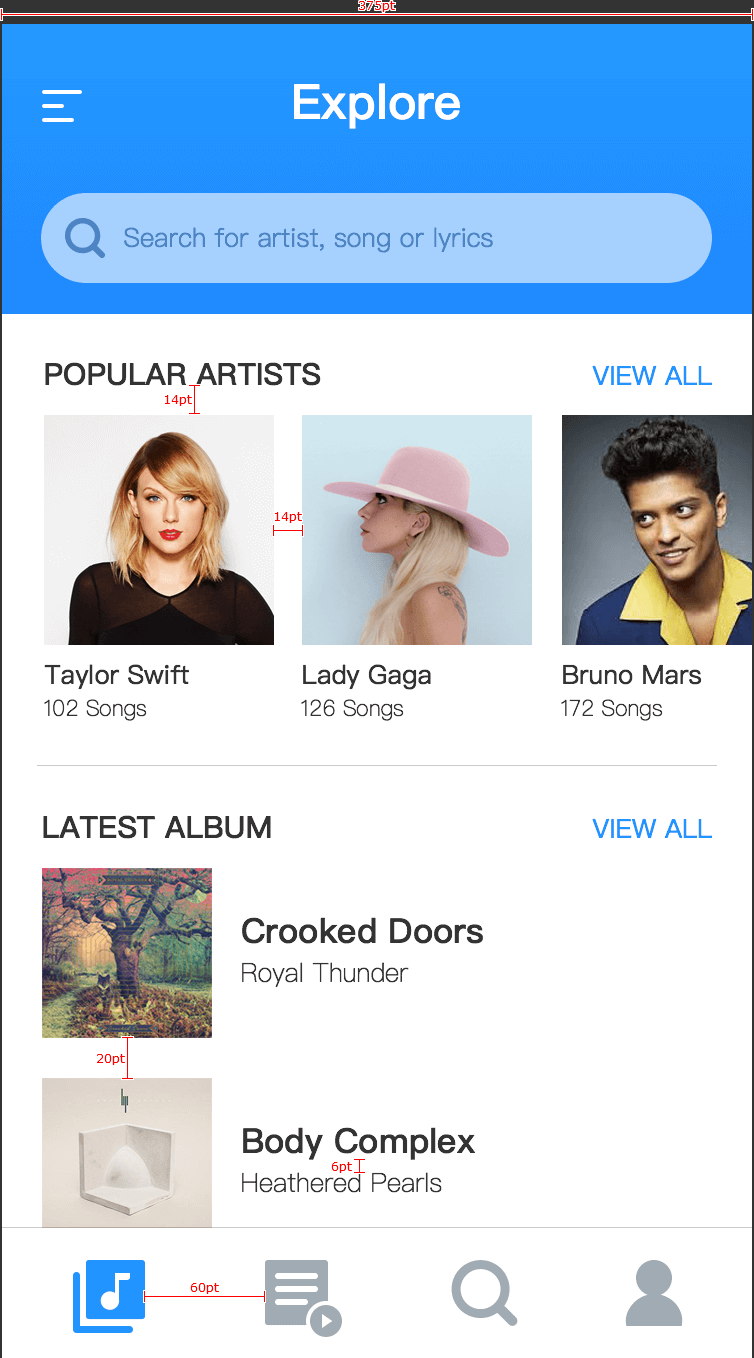 375pt
Explore
Search for artist, song or lyrics
POPULAR ARTISTS
VIEW ALL
14pt
14pt
Taylor Swift
Lady Gaga
Bruno Mars
102 Songs
126 Songs
172 Songs
LATEST ALBUM
VIEW ALL
Crooked Doors
Royal Thunder
20pt
Body Complex
6pt
Heathered Pearls
60pt